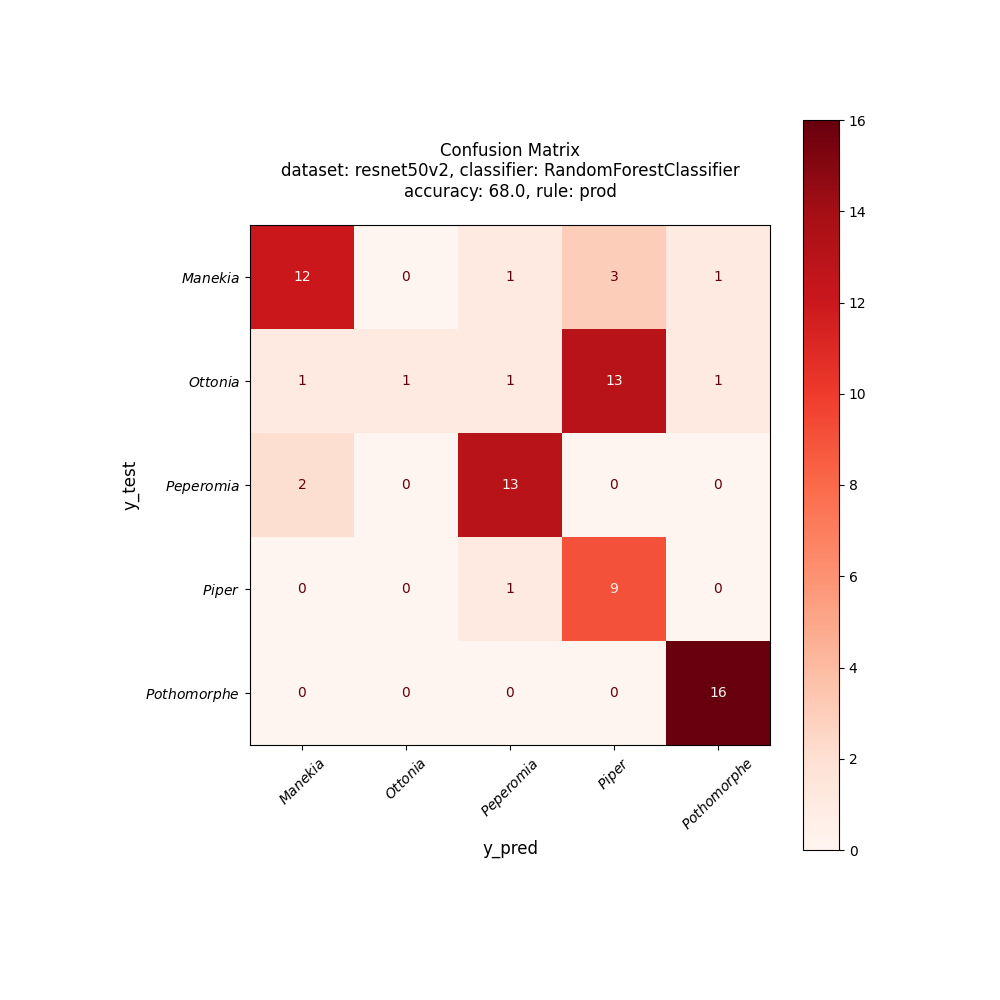 Confusion Matrix
dataset: resnet50v2, classifier: RandomForestClassifier
accuracy: 68.0, rule: prod
16
14
12
10
8
6
4
2
0
y_test
Manekia 12 0 1 3 1
Ottonia 1 1 1 13 1
Peperomia 2 0 13 0 0
Piper 0 0 1 9 0
Pothomorphe 0 0 0 0 16
Manekia Ottonia Peperomia Piper Pothomorphe
y_pred